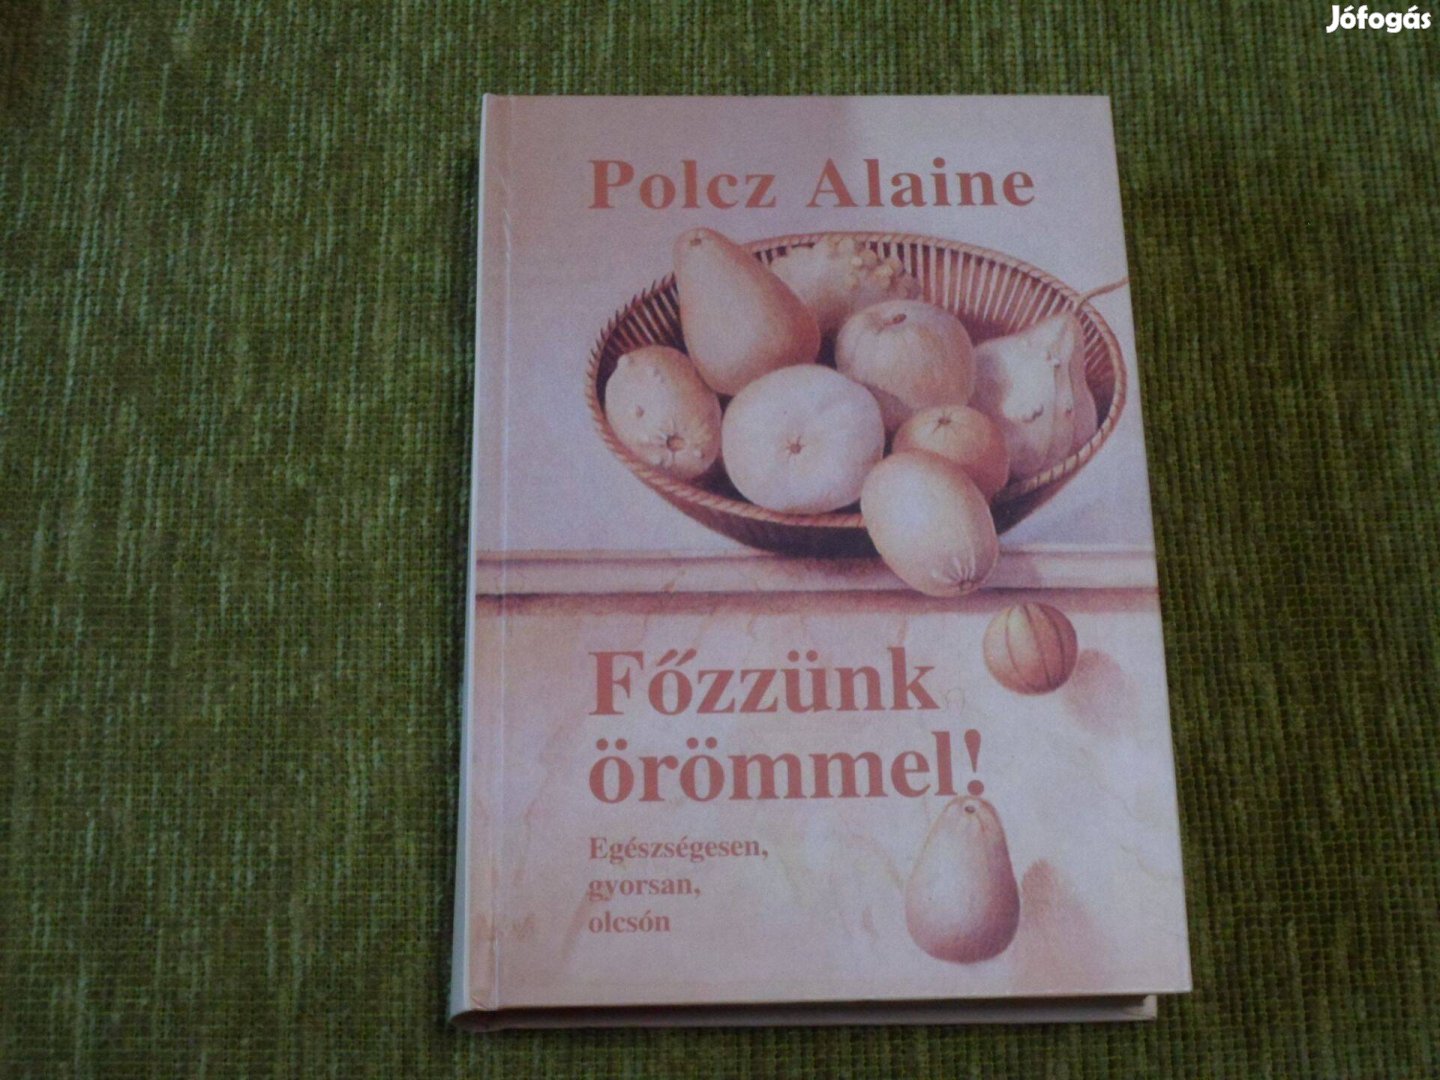 Jófogás
Polcz Alaine
Főzzünk
örömmel!
Egészségesen,
gyorsan,
olcsón